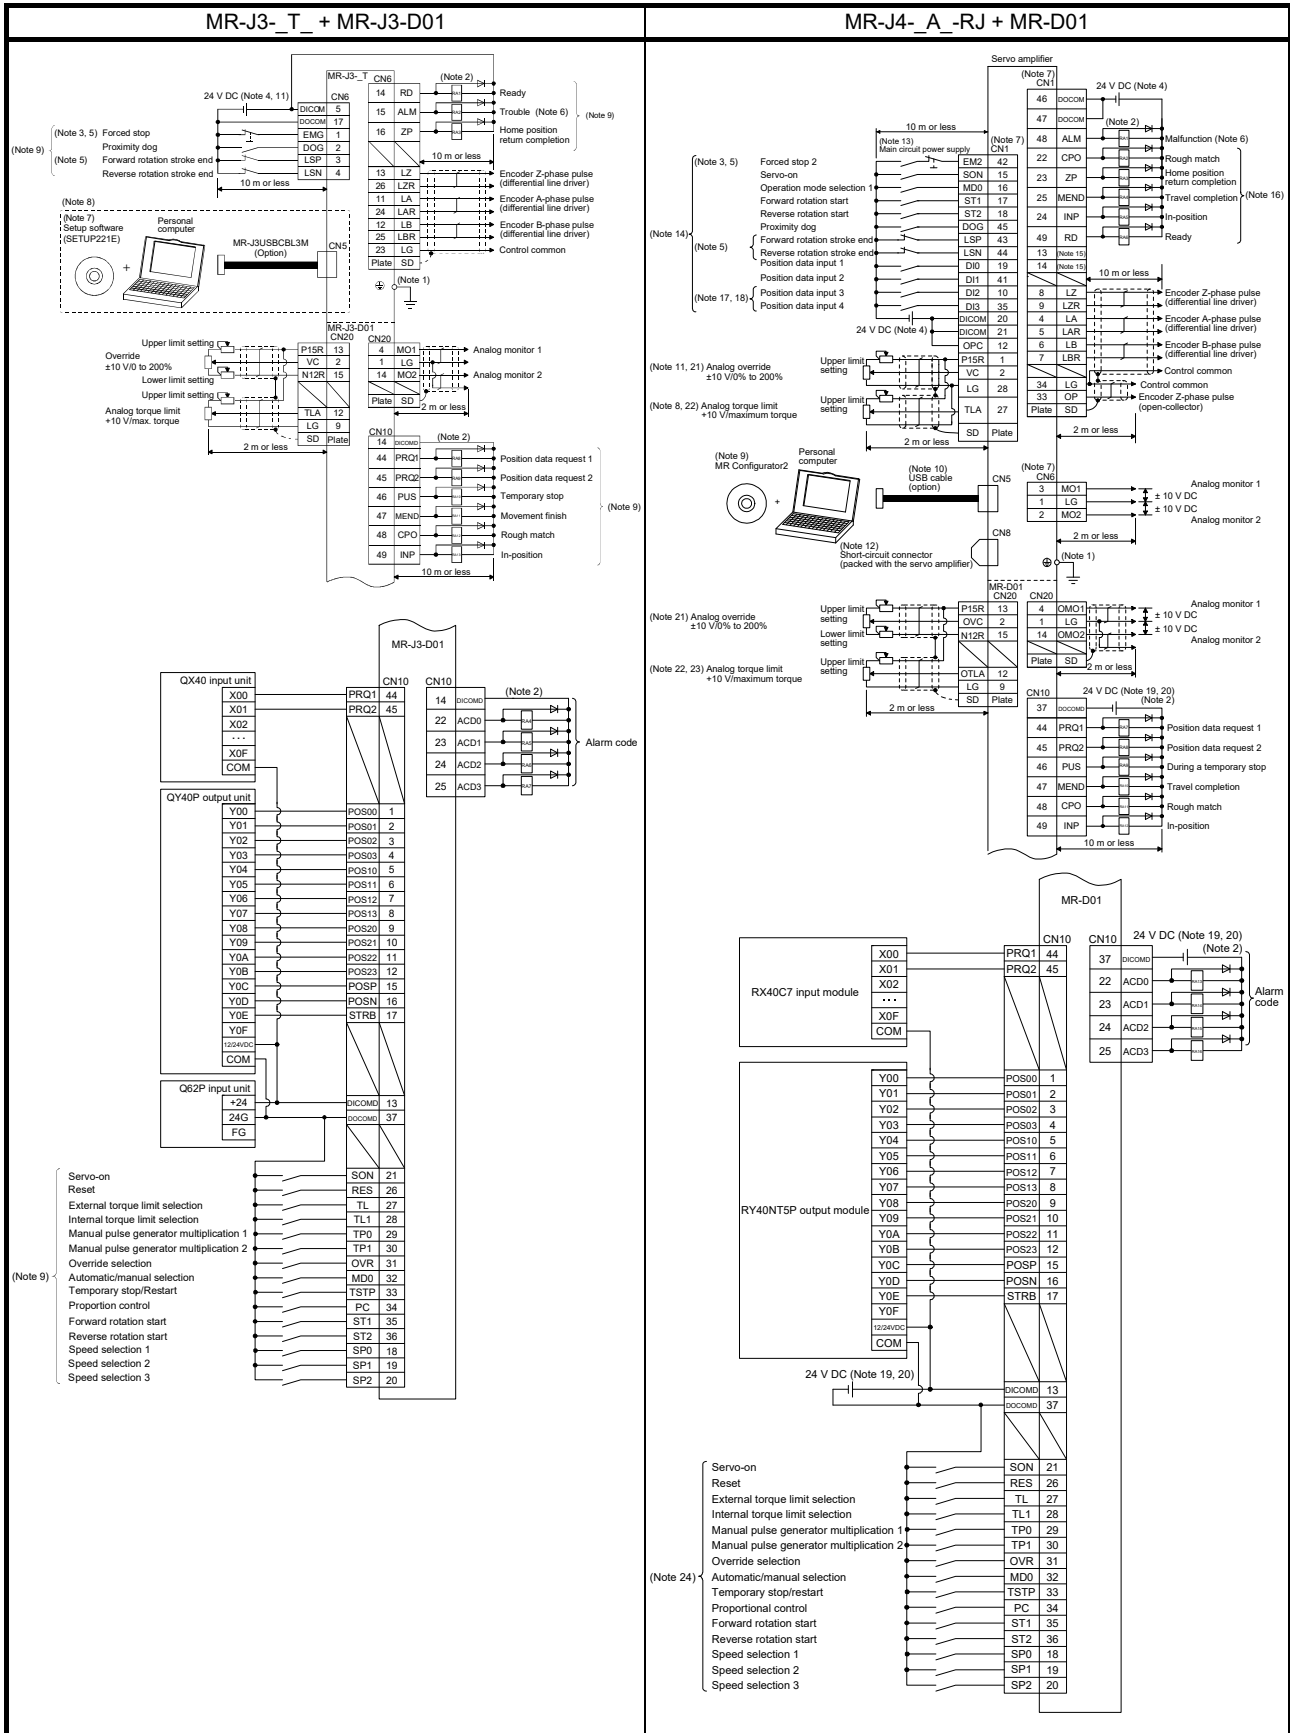 MR-J3-_T_ + MR-J3-D01
MR-J3-_T
CN6
(Note 2)
24 V DC (Note 4, 11)
CN6
14 RD
Ready
DICOM 5
15 ALM
Trouble (Note 6)
(Note 9)
DOCOM 17
(Note 3, 5) Forced stop
EMG 1
16 ZP
Home position
return completion
(Note 9)
Proximity dog
DOG 2
(Note 5) Forward rotation stroke end
LSP 3
Reverse rotation stroke end
LSN 4
10 m or less
10 m or less
13 LZ
Encoder Z-phase pulse
26 LZR
(differential line driver)
11 LA
Encoder A-phase pulse
24 LAR
(differential line driver)
12 LB
Encoder B-phase pulse
25 LBR
(differential line driver)
23 LG
Control common
Plate SD
(Note 8)
(Note 7)
Setup software
(SETUP221E)
Personal
computer
+
MR-J3USBCBL3M
(Option)
CN5
(Note 1)
MR-J3-D01
CN20
CN20
Upper limit setting
Override
±10 V/0 to 200%
P15R 13
VC 2
N12R 15
Lower limit setting
Upper limit setting
Analog torque limit
+10 V/max. torque
TLA 12
LG 9
SD Plate
2 m or less
4 MO1
Analog monitor 1
1 LG
14 MO2
Analog monitor 2
Plate SD
2 m or less
CN10
(Note 2)
14 DICOMD
44 PRQ1
Position data request 1
45 PRQ2
Position data request 2
46 PUS
Temporary stop
(Note 9)
47 MEND
Movement finish
48 CPO
Rough match
49 INP
In-position
10 m or less
MR-J3-D01
QX40 input unit
CN10
CN10
X00
PRQ1 44
X01
PRQ2 45
X02
...
X0F
COM
(Note 2)
14 DICOMD
22 ACD0
RA4
23 ACD1
RA5
24 ACD2
RA6
25 ACD3
RA7
Alarm code
QY40P output unit
Y00
POS00 1
Y01
POS01 2
Y02
POS02 3
Y03
POS03 4
Y04
POS10 5
Y05
POS11 6
Y06
POS12 7
Y07
POS13 8
Y08
POS20 9
Y09
POS21 10
Y0A
POS22 11
Y0B
POS23 12
Y0C
POSP 15
Y0D
POSN 16
Y0E
STRB 17
Y0F
12/24VDC
COM
Q62P input unit
+24
DICOMD 13
24G
DOCOMD 37
FG
(Note 9)
Servo-on
SON 21
Reset
RES 26
External torque limit selection
TL 27
Internal torque limit selection
TL1 28
Manual pulse generator multiplication 1
TP0 29
Manual pulse generator multiplication 2
TP1 30
Override selection
OVR 31
Automatic/manual selection
MD0 32
Temporary stop/Restart
TSTP 33
Proportion control
PC 34
Forward rotation start
ST1 35
Reverse rotation start
ST2 36
Speed selection 1
SP0 18
Speed selection 2
SP1 19
Speed selection 3
SP2 20
MR-J4-_A_-RJ + MR-D01
Servo amplifier
(Note 7)
CN1
24 V DC (Note 4)
46 DOCOM
47 DOCOM
(Note 2)
48 ALM
Malfunction (Note 6)
22 CPO
Rough match
23 ZP
Home position
return completion
25 MEND
Travel completion
(Note 16)
24 INP
In-position
49 RD
Ready
13 (Note 15)
14 (Note 15)
10 m or less
8 LZ
Encoder Z-phase pulse
9 LZR
(differential line driver)
4 LA
Encoder A-phase pulse
5 LAR
(differential line driver)
6 LB
Encoder B-phase pulse
7 LBR
(differential line driver)
Control common
34 LG
Control common
33 OP
Encoder Z-phase pulse
(open-collector)
Plate SD
2 m or less
10 m or less
(Note 13)
Main circuit power supply
(Note 7)
CN1
(Note 14)
(Note 3, 5) Forced stop 2
EM2 42
Servo-on
SON 15
Operation mode selection 1
MD0 16
Forward rotation start
ST1 17
Reverse rotation start
ST2 18
Proximity dog
DOG 45
(Note 5)
Forward rotation stroke end
LSP 43
Reverse rotation stroke end
LSN 44
Position data input 1
DI0 19
Position data input 2
DI1 41
(Note 17, 18)
Position data input 3
DI2 10
Position data input 4
DI3 35
DICOM 20
24 V DC (Note 4)
DICOM 21
OPC 12
(Note 11, 21) Analog override
±10 V/0% to 200%
Upper limit
setting
P15R 1
VC 2
LG 28
(Note 8, 22) Analog torque limit
+10 V/maximum torque
Upper limit
setting
TLA 27
SD Plate
2 m or less
(Note 9)
MR Configurator2
Personal
computer
+
(Note 10)
USB cable
(option)
CN5
(Note 7)
CN6
3 MO1
Analog monitor 1
± 10 V DC
1 LG
± 10 V DC
2 MO2
Analog monitor 2
2 m or less
CN8
(Note 12)
Short-circuit connector
(packed with the servo amplifier)
(Note 1)
MR-D01
CN20
CN20
(Note 21) Analog override
±10 V/0% to 200%
Upper limit
setting
P15R 13
OVC 2
Lower limit
setting
N12R 15
(Note 22, 23) Analog torque limit
+10 V/maximum torque
Upper limit
setting
OTLA 12
LG 9
SD Plate
2 m or less
4 OMO1
Analog monitor 1
± 10 V DC
1 LG
± 10 V DC
14 OMO2
Analog monitor 2
Plate SD
2 m or less
CN10
24 V DC (Note 19, 20)
(Note 2)
37 DOCOMD
44 PRQ1
Position data request 1
45 PRQ2
Position data request 2
46 PUS
During a temporary stop
47 MEND
Travel completion
48 CPO
Rough match
49 INP
In-position
10 m or less
MR-D01
CN10
CN10
24 V DC (Note 19, 20)
(Note 2)
RX40C7 input module
X00
PRQ1 44
X01
PRQ2 45
X02
...
X0F
COM
37 DICOMD
22 ACD0
23 ACD1
24 ACD2
25 ACD3
Alarm
code
RY40NT5P output module
Y00
POS00 1
Y01
POS01 2
Y02
POS02 3
Y03
POS03 4
Y04
POS10 5
Y05
POS11 6
Y06
POS12 7
Y07
POS13 8
Y08
POS20 9
Y09
POS21 10
Y0A
POS22 11
Y0B
POS23 12
Y0C
POSP 15
Y0D
POSN 16
Y0E
STRB 17
Y0F
12/24VDC
COM
24 V DC (Note 19, 20)
DICOMD 13
DOCOMD 37
(Note 24)
Servo-on
SON 21
Reset
RES 26
External torque limit selection
TL 27
Internal torque limit selection
TL1 28
Manual pulse generator multiplication 1
TP0 29
Manual pulse generator multiplication 2
TP1 30
Override selection
OVR 31
Automatic/manual selection
MD0 32
Temporary stop/restart
TSTP 33
Proportional control
PC 34
Forward rotation start
ST1 35
Reverse rotation start
ST2 36
Speed selection 1
SP0 18
Speed selection 2
SP1 19
Speed selection 3
SP2 20